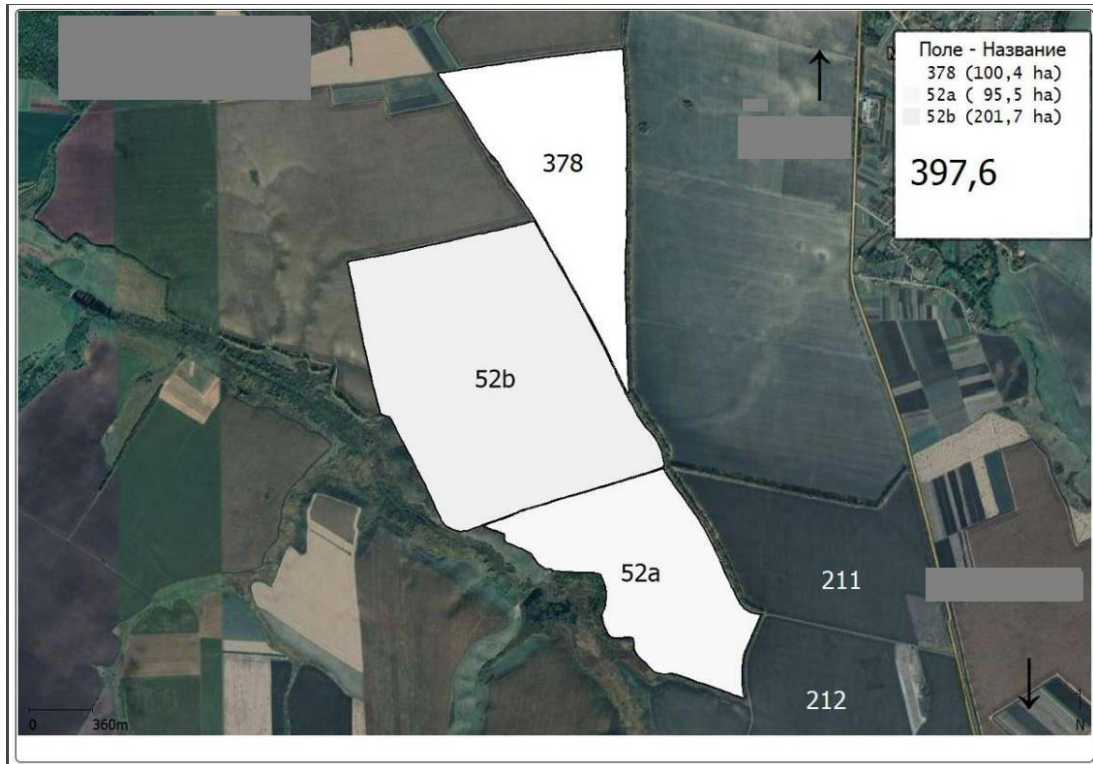 Поле - Название
378 (100,4 ha)
52a ( 95,5 ha)
52b (201,7 ha)
397,6
378
52b
52a
211
212
0 360m
N